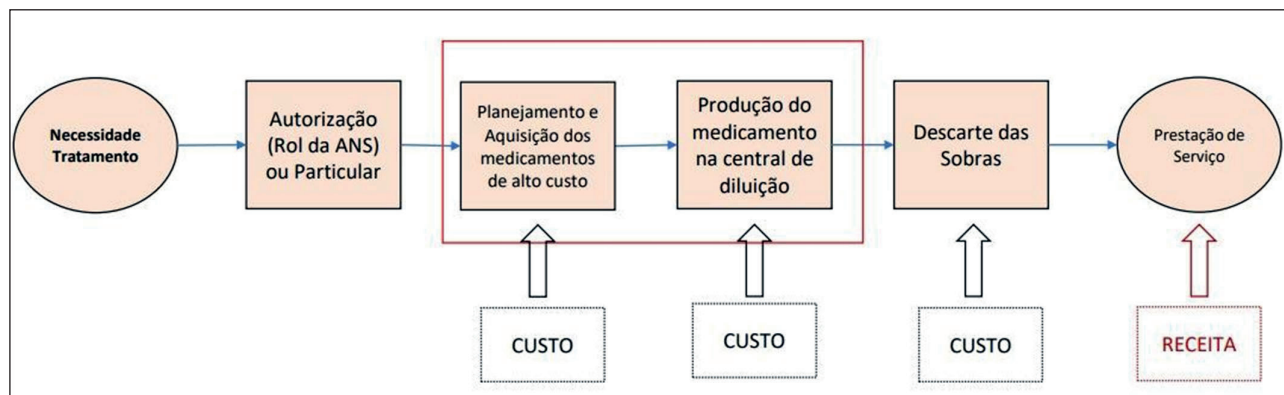 Necessidade
Tratamento
Autorização
(Rol da ANS)
ou Particular
Planejamento e
Aquisição dos
medicamentos
de alto custo
Produção do
medicamento
na central de
diluição
Descarte das
Sobras
Prestação de
Serviço
CUSTO
CUSTO
CUSTO
RECEITA